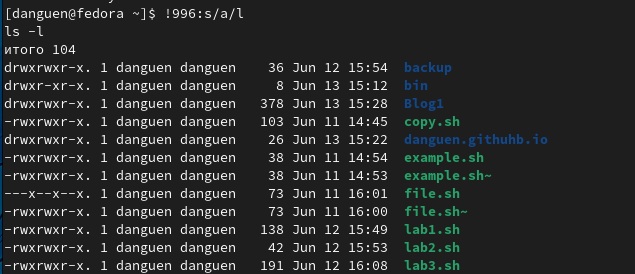 [danguen@fedora ~]$ !996:s/a/l
ls -l
итого 104
drwxrwxr-x. 1 danguen danguen  36 Jun 12 15:54 backup
drwxr-xr-x. 1 danguen danguen   8 Jun 13 15:12 bin
drwxrwxr-x. 1 danguen danguen 378 Jun 13 15:28 Blog1
-rwxrwxr-x. 1 danguen danguen 103 Jun 11 14:45 copy.sh
drwxrwxr-x. 1 danguen danguen  26 Jun 13 15:22 danguen.githuhb.io
-rwxrwxr-x. 1 danguen danguen  38 Jun 11 14:54 example.sh
-rwxrwxr-x. 1 danguen danguen  38 Jun 11 14:53 example.sh~
---x--x--x. 1 danguen danguen  73 Jun 11 16:01 file.sh
-rwxrwxr-x. 1 danguen danguen  73 Jun 11 16:00 file.sh~
-rwxrwxr-x. 1 danguen danguen 138 Jun 12 15:49 lab1.sh
-rwxrwxr-x. 1 danguen danguen  42 Jun 12 15:53 lab2.sh
-rwxrwxr-x. 1 danguen danguen 191 Jun 12 16:08 lab3.sh